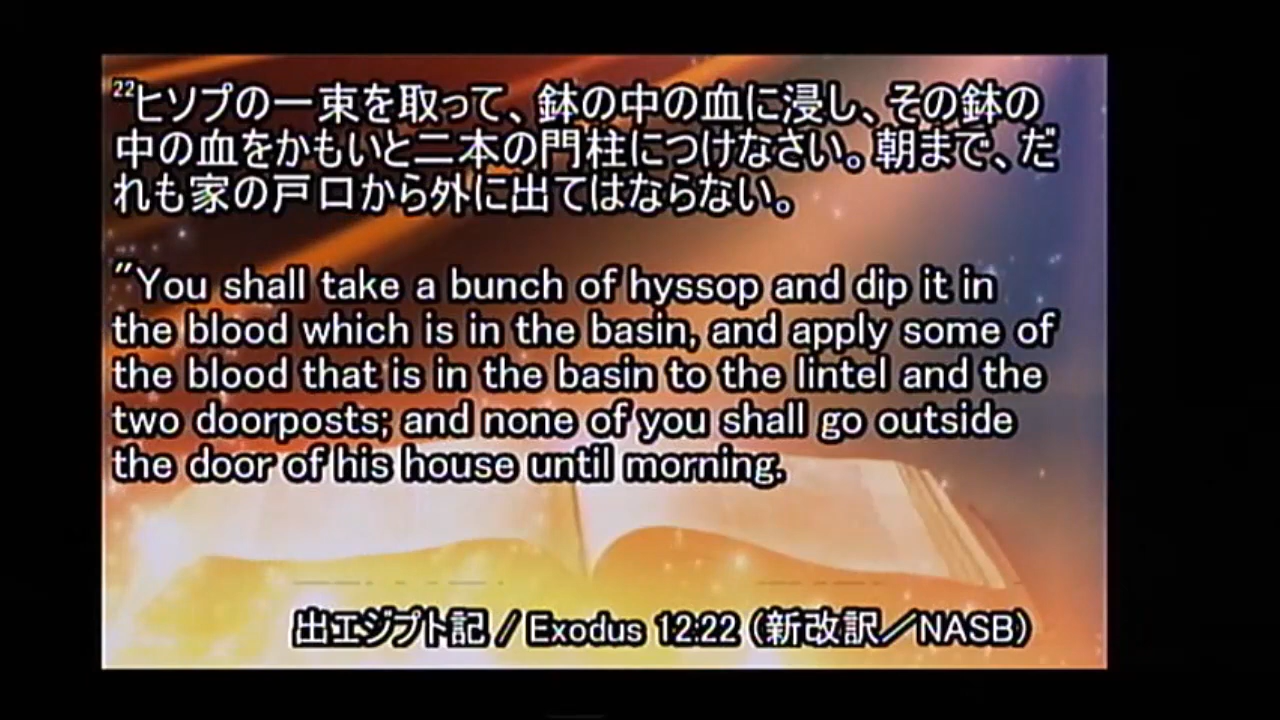 22ヒソプの一束を取って、鉢の中の血に浸し、その鉢の
中の血をかもいと二本の門柱につけなさい。朝まで、だ
れも家の戸口から外に出てはならない。
"You shall take a bunch of hyssop and dip it in
the blood which is in the basin, and apply some of
the blood that is in the basin to the lintel and the
two doorposts; and none of you shall go outside
the door of his house until morning.
出エジプト記 / Exodus 12:22 (新改訳／NASB)